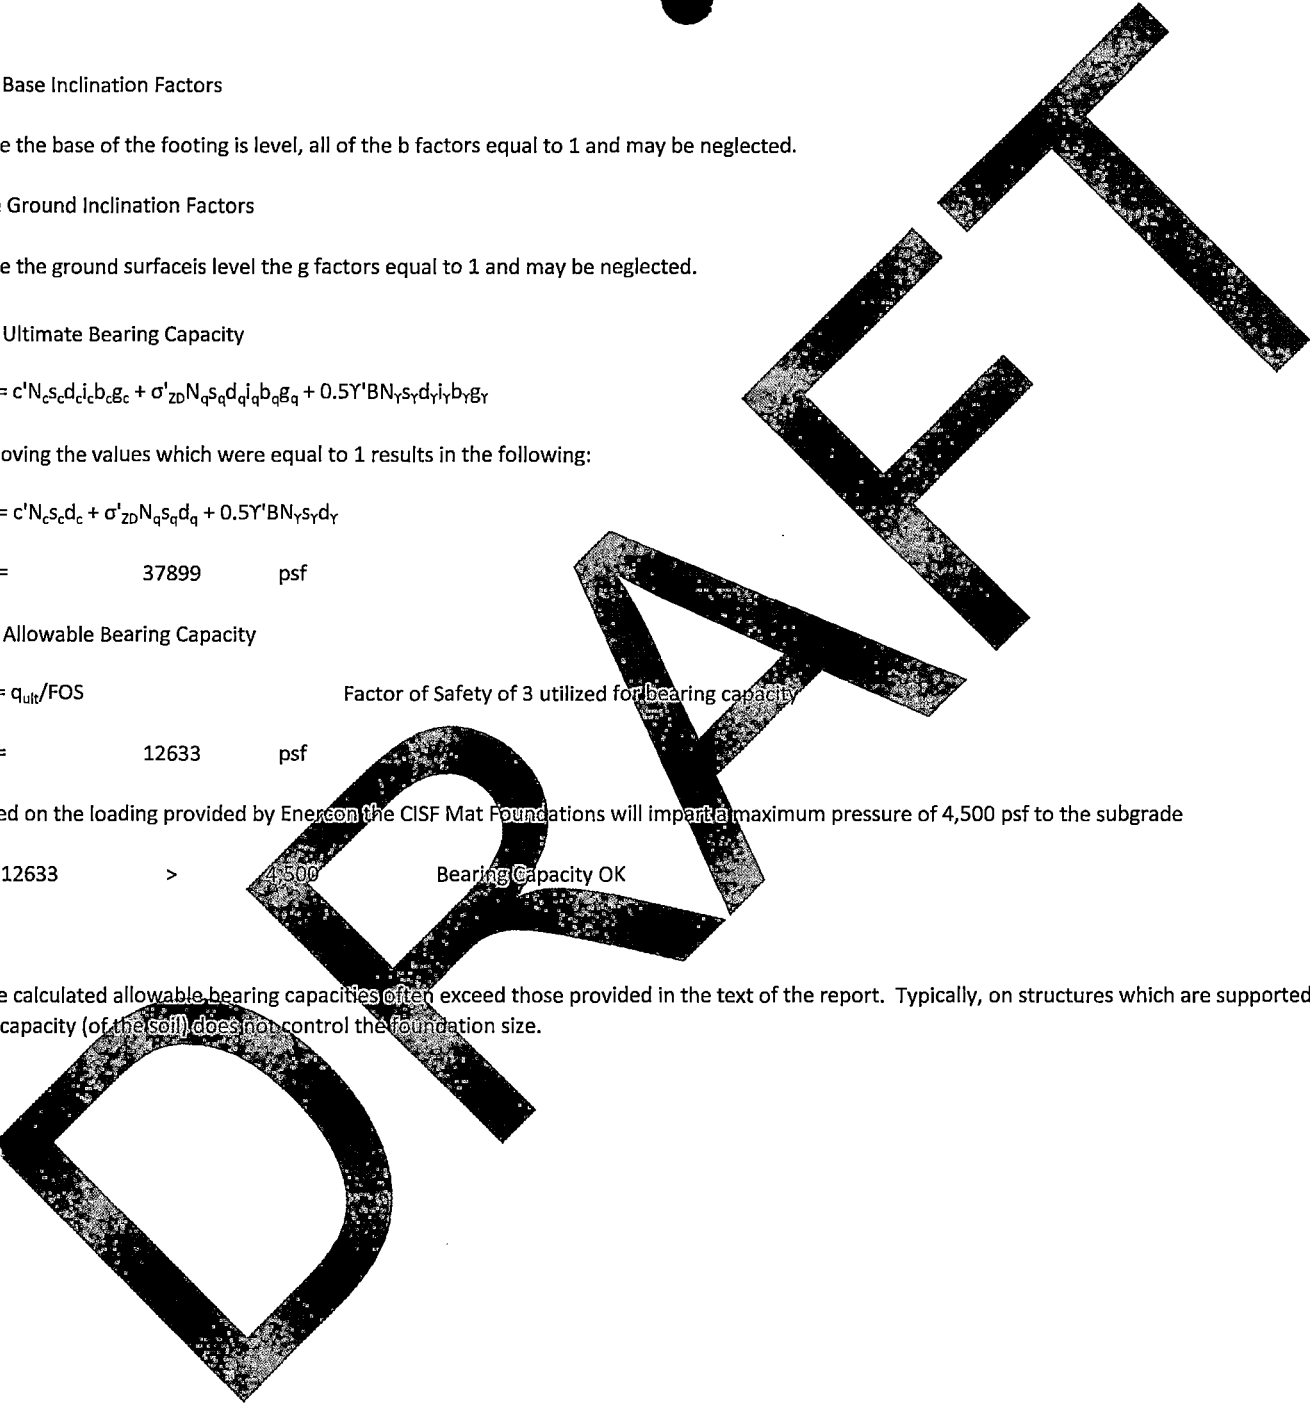 Base Inclination Factors
e the base of the footing is level, all of the b factors equal to 1 and may be neglected.
Ground Inclination Factors
e the ground surfaceis level the g factors equal to 1 and may be neglected.
Ultimate Bearing Capacity
= c'N꜀s꜀d꜀i꜀b꜀g꜀ + σ'ZDNqsqdqiqbqgq + 0.5ϒ'BNϒsϒdϒiϒbϒgϒ
oving the values which were equal to 1 results in the following:
= c'N꜀s꜀d꜀ + σ'ZDNqsqdq + 0.5ϒ'BNϒsϒdϒ
= 37899 psf
Allowable Bearing Capacity
= qult/FOS Factor of Safety of 3 utilized for bearing capacity
= 12633 psf
ed on the loading provided by Enercon the CISF Mat Foundations will impart a maximum pressure of 4,500 psf to the subgrade
12633 > 4,500 Bearing Capacity OK
e calculated allowable bearing capacities often exceed those provided in the text of the report. Typically, on structures which are supported
capacity (of the soil) does not control the foundation size.
DRAFT